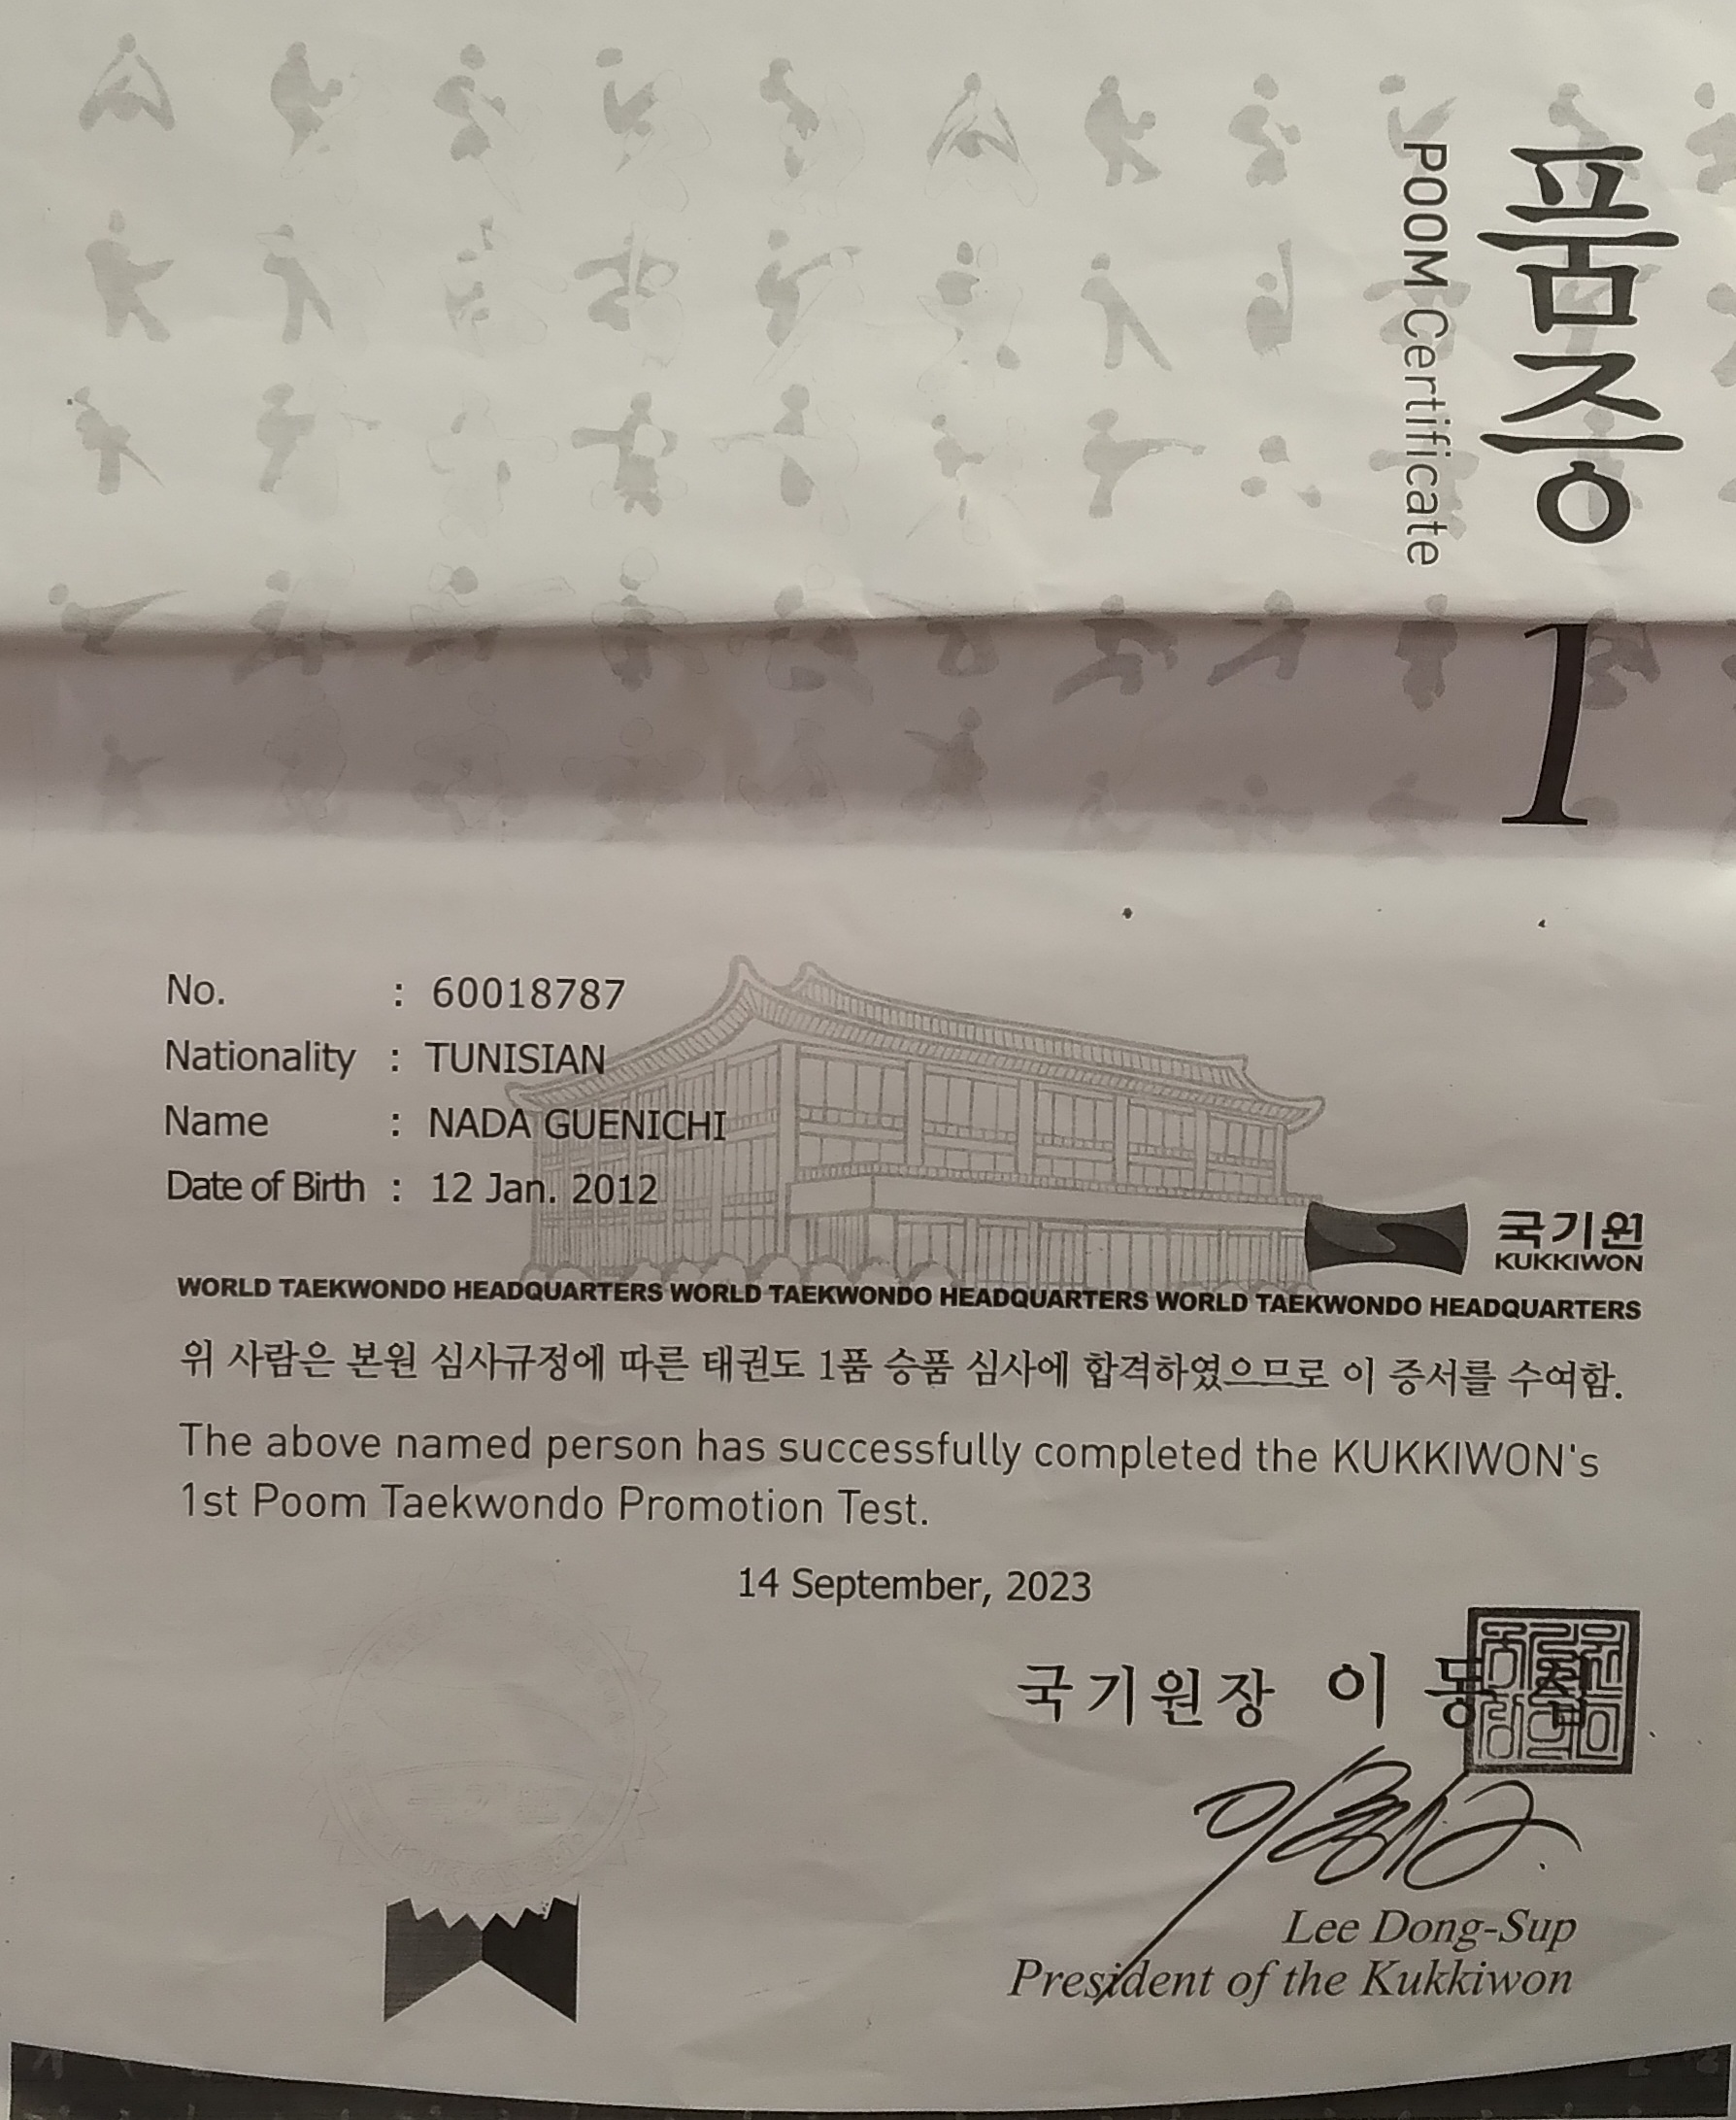 품증
POOM Certificate
1
No. : 60018787
Nationality : TUNISIAN
Name : NADA GUENICHI
Date of Birth : 12 Jan. 2012
국기원
KUKKIWON
WORLD TAEKWONDO HEADQUARTERS WORLD TAEKWONDO HEADQUARTERS WORLD TAEKWONDO HEADQUARTERS
위 사람은 본원 심사규정에 따른 태권도 1품 승품 심사에 합격하였으므로 이 증서를 수여함.
The above named person has successfully completed the KUKKIWON's
1st Poom Taekwondo Promotion Test.
14 September, 2023
국기원장 이 동 섭
Lee Dong-Sup
President of the Kukkiwon